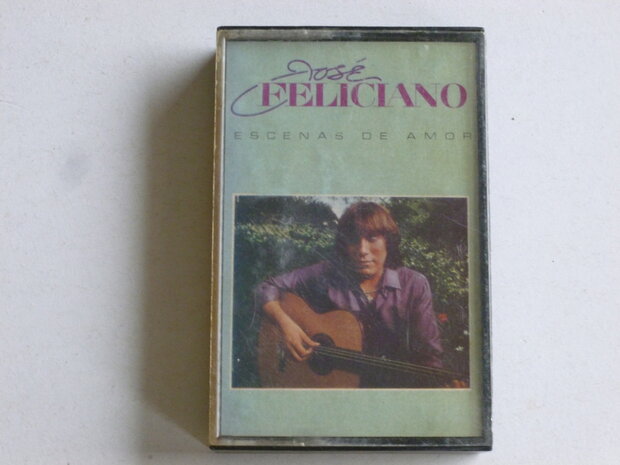 José
FELiCiANO
ESCENAS DE AMOR